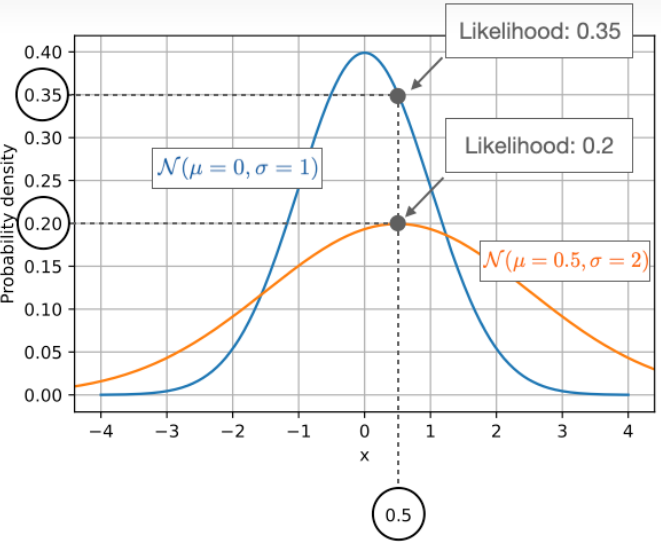 Likelihood: 0.35
0.40
0.35
0.30
Likelihood: 0.2
N(μ = 0, σ = 1)
0.25
0.20
N(μ = 0.5, σ = 2)
0.15
0.10
0.05
0.00
Probability density
−4 −3 −2 −1 0 1 2 3 4
x
0.5